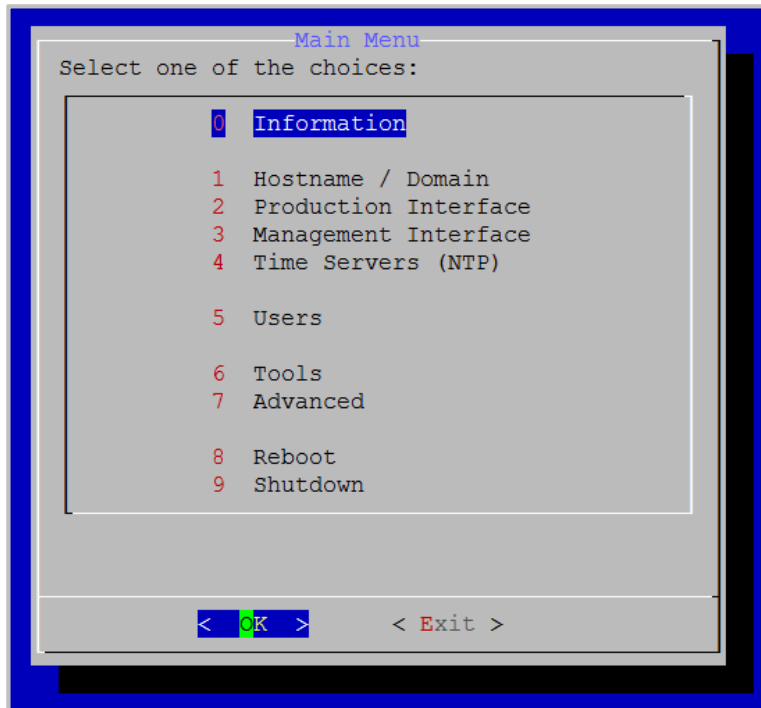 Main Menu
Select one of the choices:
0 Information
1 Hostname / Domain
2 Production Interface
3 Management Interface
4 Time Servers (NTP)
5 Users
6 Tools
7 Advanced
8 Reboot
9 Shutdown
< OK > < Exit >